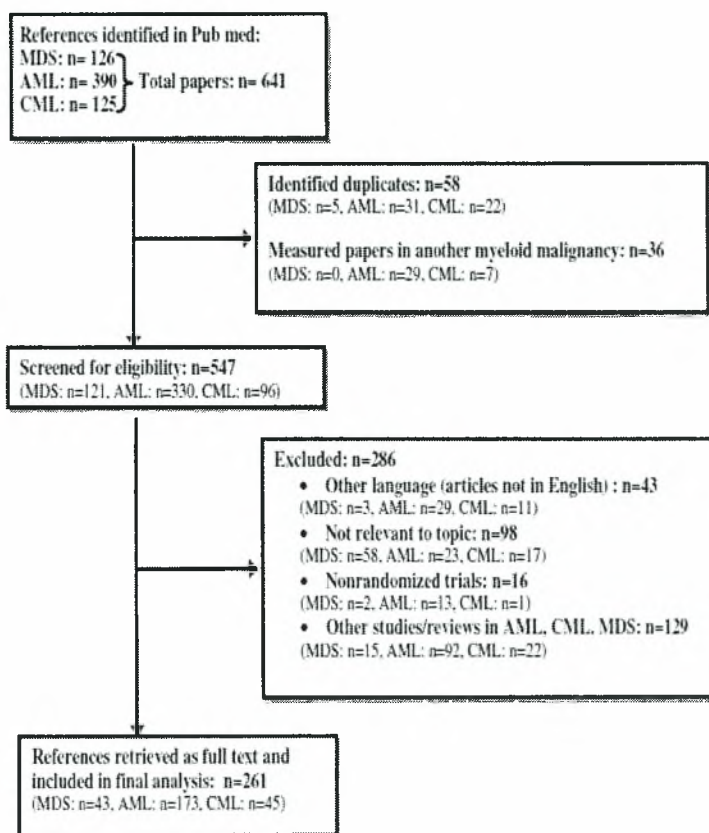 References identified in Pub med:
MDS: n= 126
AML: n= 390 } Total papers: n= 641
CML: n= 125
Identified duplicates: n=58
(MDS: n=5, AML: n=31, CML: n=22)
Measured papers in another myeloid malignancy: n=36
(MDS: n=0, AML: n=29, CML: n=7)
Screened for eligibility: n=547
(MDS: n=121, AML: n=330, CML: n=96)
Excluded: n=286
• Other language (articles not in English) : n=43
(MDS: n=3, AML: n=29, CML: n=11)
• Not relevant to topic: n=98
(MDS: n=58, AML: n=23, CML: n=17)
• Nonrandomized trials: n=16
(MDS: n=2, AML: n=13, CML: n=1)
• Other studies/reviews in AML, CML, MDS: n=129
(MDS: n=15, AML: n=92, CML: n=22)
References retrieved as full text and
included in final analysis: n=261
(MDS: n=43, AML: n=173, CML: n=45)